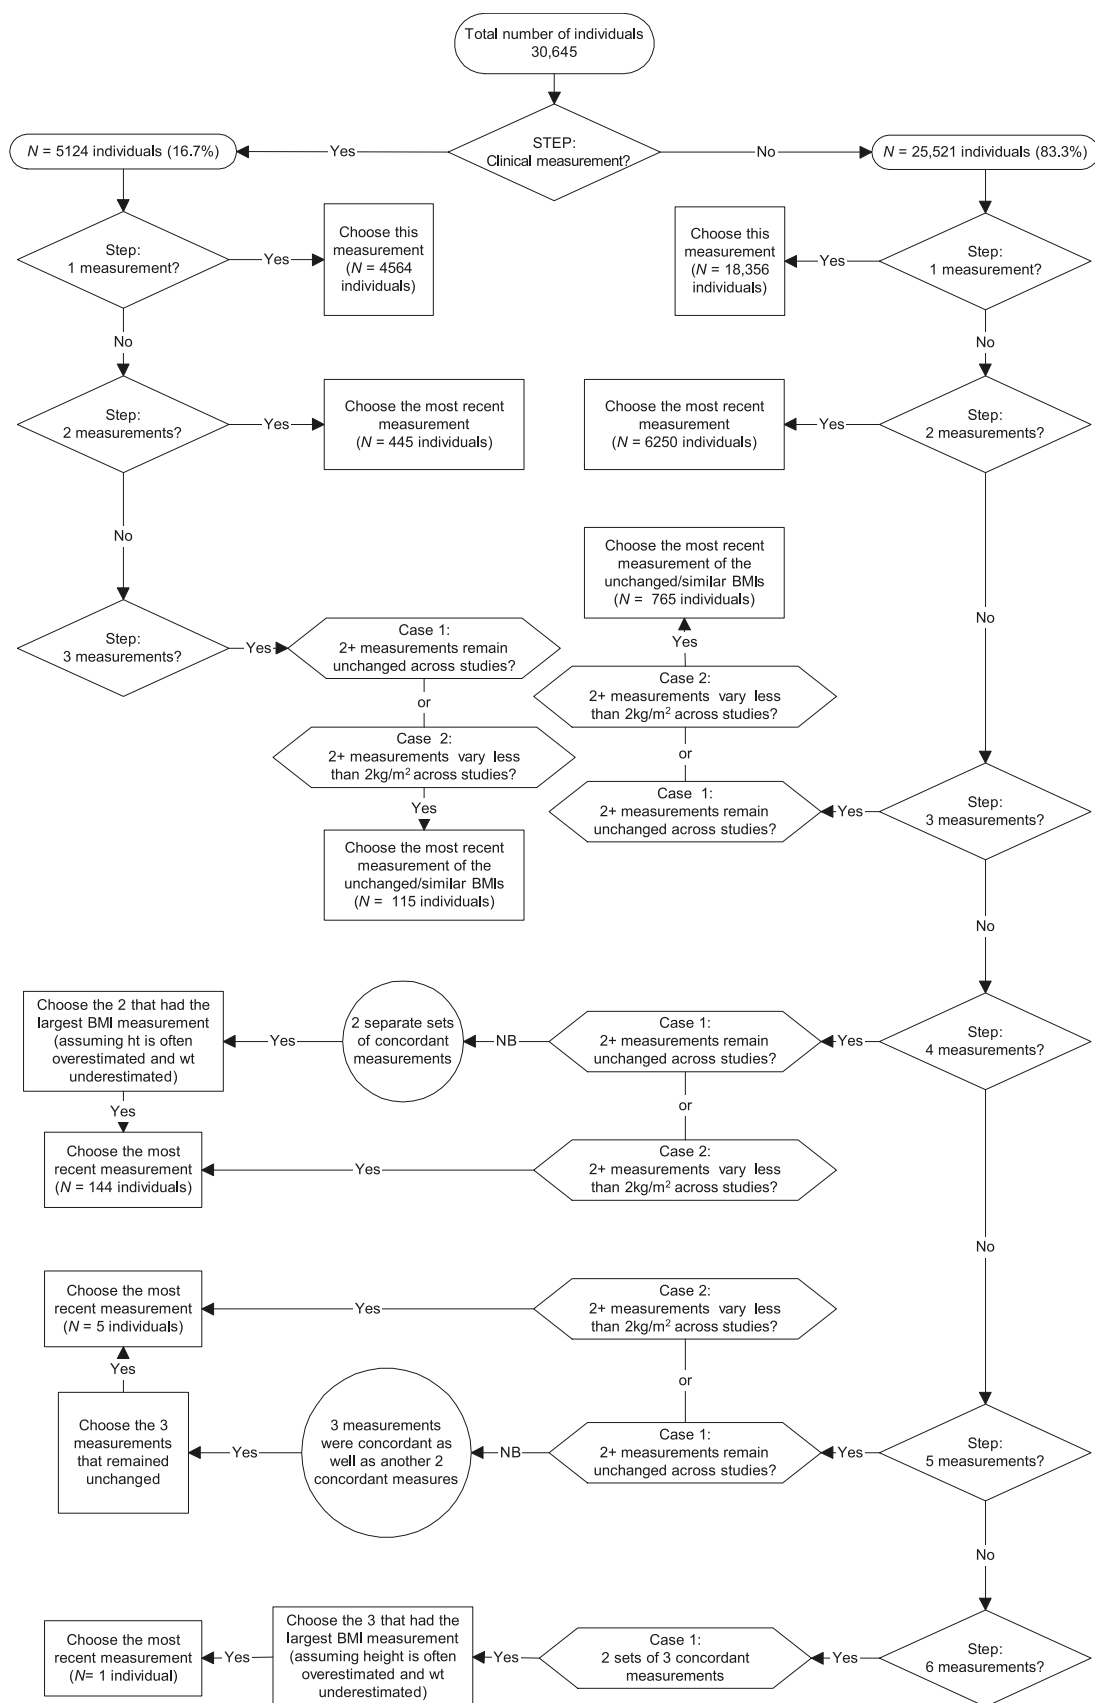 Total number of individuals
30,645
STEP:
Clinical measurement?
Yes
No
N = 5124 individuals (16.7%)
N = 25,521 individuals (83.3%)
Step:
1 measurement?
Yes
Choose this
measurement
(N = 4564
individuals)
Choose this
measurement
(N = 18,356
individuals)
Yes
Step:
1 measurement?
No
No
Step:
2 measurements?
Yes
Choose the most recent
measurement
(N = 445 individuals)
Choose the most recent
measurement
(N = 6250 individuals)
Yes
Step:
2 measurements?
No
No
Choose the most recent
measurement of the
unchanged/similar BMIs
(N = 765 individuals)
Yes
Step:
3 measurements?
Yes
Case 1:
2+ measurements remain
unchanged across studies?
or
Case 2:
2+ measurements vary less
than 2kg/m² across studies?
Yes
Choose the most recent
measurement of the
unchanged/similar BMIs
(N = 115 individuals)
Case 2:
2+ measurements vary less
than 2kg/m² across studies?
or
Case 1:
2+ measurements remain
unchanged across studies?
Yes
Step:
3 measurements?
No
Choose the 2 that had the
largest BMI measurement
(assuming ht is often
overestimated and wt
underestimated)
Yes
2 separate sets
of concordant
measurements
NB
Case 1:
2+ measurements remain
unchanged across studies?
Yes
Step:
4 measurements?
Yes
or
Choose the most
recent measurement
(N = 144 individuals)
Yes
Case 2:
2+ measurements vary less
than 2kg/m² across studies?
No
Choose the most
recent measurement
(N = 5 individuals)
Yes
Case 2:
2+ measurements vary less
than 2kg/m² across studies?
Yes
or
Choose the 3
measurements
that remained
unchanged
Yes
3 measurements
were concordant as
well as another 2
concordant measures
NB
Case 1:
2+ measurements remain
unchanged across studies?
Yes
Step:
5 measurements?
No
Choose the most
recent measurement
(N= 1 individual)
Yes
Choose the 3 that had the
largest BMI measurement
(assuming height is often
overestimated and wt
underestimated)
Yes
Case 1:
2 sets of 3 concordant
measurements
Yes
Step:
6 measurements?